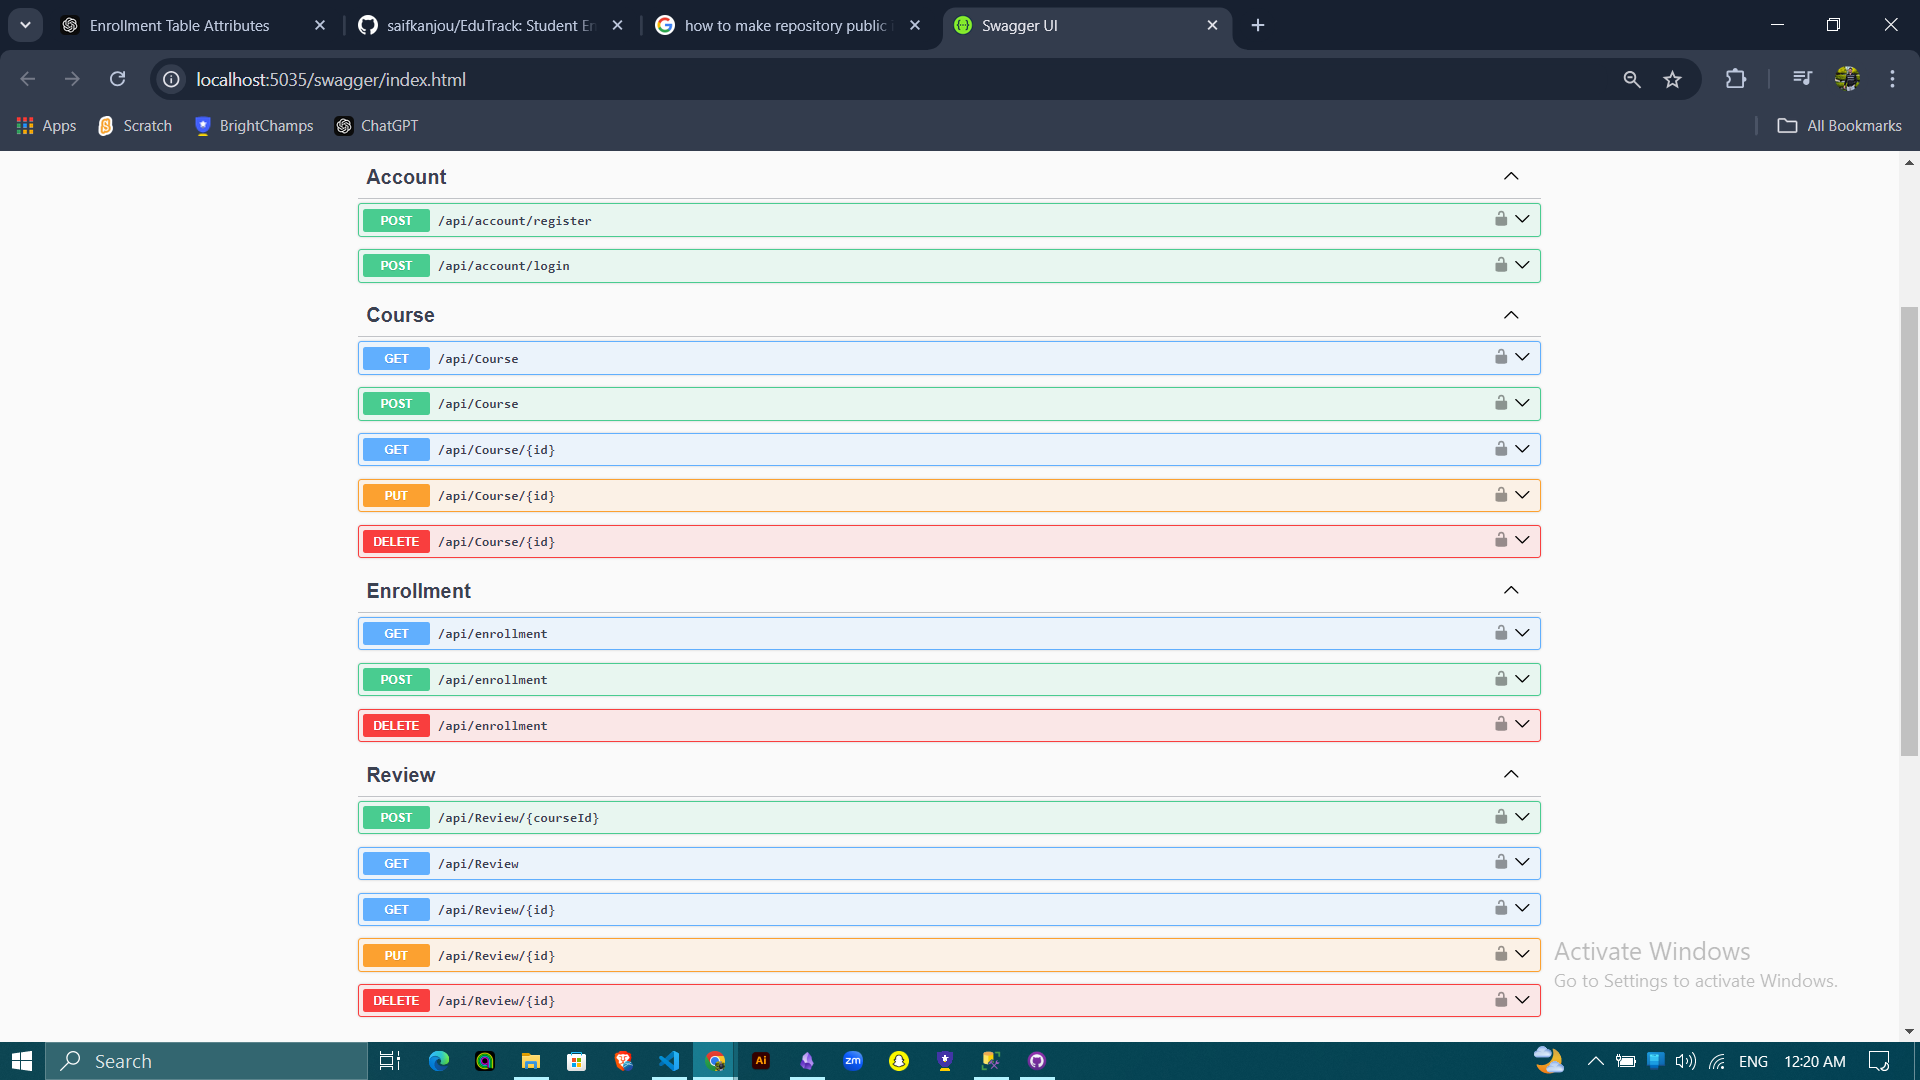 Enrollment Table Attributes
saifkanjou/EduTrack: Student En
how to make repository public i
Swagger UI
localhost:5035/swagger/index.html
Apps
Scratch
BrightChamps
ChatGPT
All Bookmarks
Account
POST /api/account/register
POST /api/account/login
Course
GET /api/Course
POST /api/Course
GET /api/Course/{id}
PUT /api/Course/{id}
DELETE /api/Course/{id}
Enrollment
GET /api/enrollment
POST /api/enrollment
DELETE /api/enrollment
Review
POST /api/Review/{courseId}
GET /api/Review
GET /api/Review/{id}
PUT /api/Review/{id}
DELETE /api/Review/{id}
Activate Windows
Go to Settings to activate Windows.
Search
Ai
zm
ENG
12:20 AM